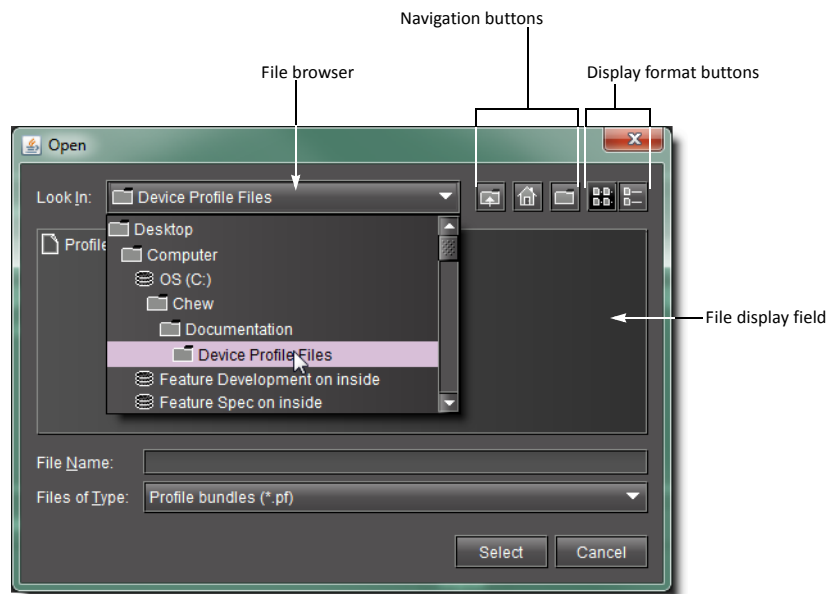 Navigation buttons
File browser
Display format buttons
Open
Look In: Device Profile Files
Profile
Desktop
Computer
OS (C:)
Chew
Documentation
Device Profile Files
Feature Development on inside
Feature Spec on inside
File display field
File Name:
Files of Type: Profile bundles (*.pf)
Select Cancel